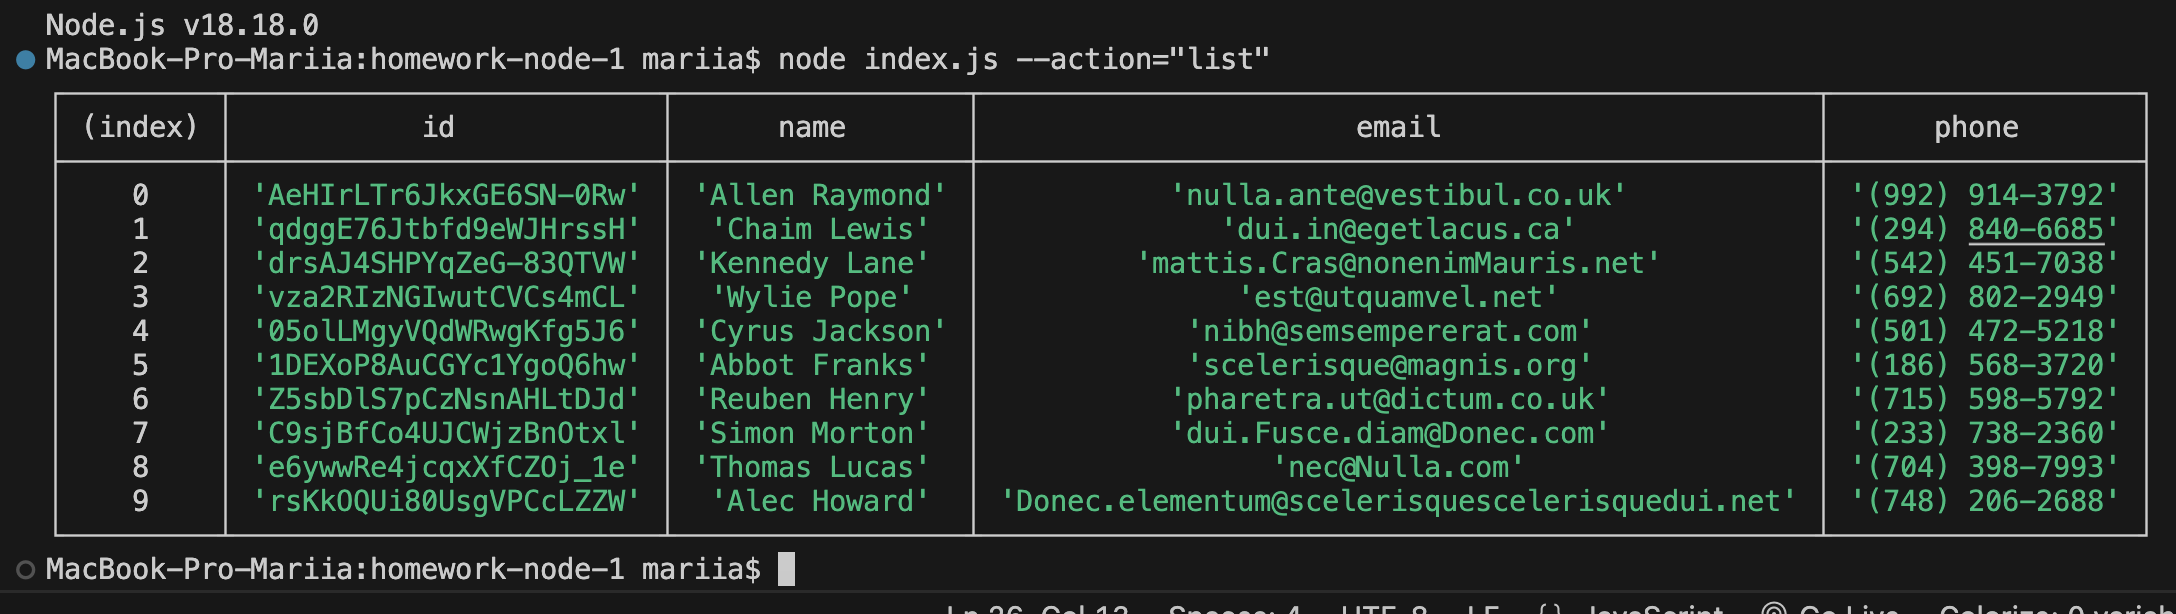 Node.js v18.18.0
MacBook-Pro-Mariia:homework-node-1 mariia$ node index.js --action="list"
(index) id name email phone
0 'AeHIrLTr6JkxGE6SN-0Rw' 'Allen Raymond' 'nulla.ante@vestibul.co.uk' '(992) 914-3792'
1 'qdggE76Jtbfd9eWJHrssH' 'Chaim Lewis' 'dui.in@egetlacus.ca' '(294) 840-6685'
2 'drsAJ4SHPYqZeG-83QTVW' 'Kennedy Lane' 'mattis.Cras@nonenimMauris.net' '(542) 451-7038'
3 'vza2RIzNGIwutCVCs4mCL' 'Wylie Pope' 'est@utquamvel.net' '(692) 802-2949'
4 '05olLMgyVQdWRwgKfg5J6' 'Cyrus Jackson' 'nibh@semsempererat.com' '(501) 472-5218'
5 '1DEXoP8AuCGYc1YgoQ6hw' 'Abbot Franks' 'scelerisque@magnis.org' '(186) 568-3720'
6 'Z5sbDlS7pCzNsnAHLtDJd' 'Reuben Henry' 'pharetra.ut@dictum.co.uk' '(715) 598-5792'
7 'C9sjBfCo4UJCWjzBnOtxl' 'Simon Morton' 'dui.Fusce.diam@Donec.com' '(233) 738-2360'
8 'e6ywwRe4jcqxXfCZOj_1e' 'Thomas Lucas' 'nec@Nulla.com' '(704) 398-7993'
9 'rsKkOQUi80UsgVPCcLZZW' 'Alec Howard' 'Donec.elementum@scelerisquescelerisquedui.net' '(748) 206-2688'
MacBook-Pro-Mariia:homework-node-1 mariia$
Spaces: 4 UTF-8 LF {} JavaScript Go Live